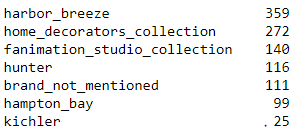 harbor_breeze 359
home_decorators_collection 272
fanimation_studio_collection 140
hunter 116
brand_not_mentioned 111
hampton_bay 99
kichler . 25